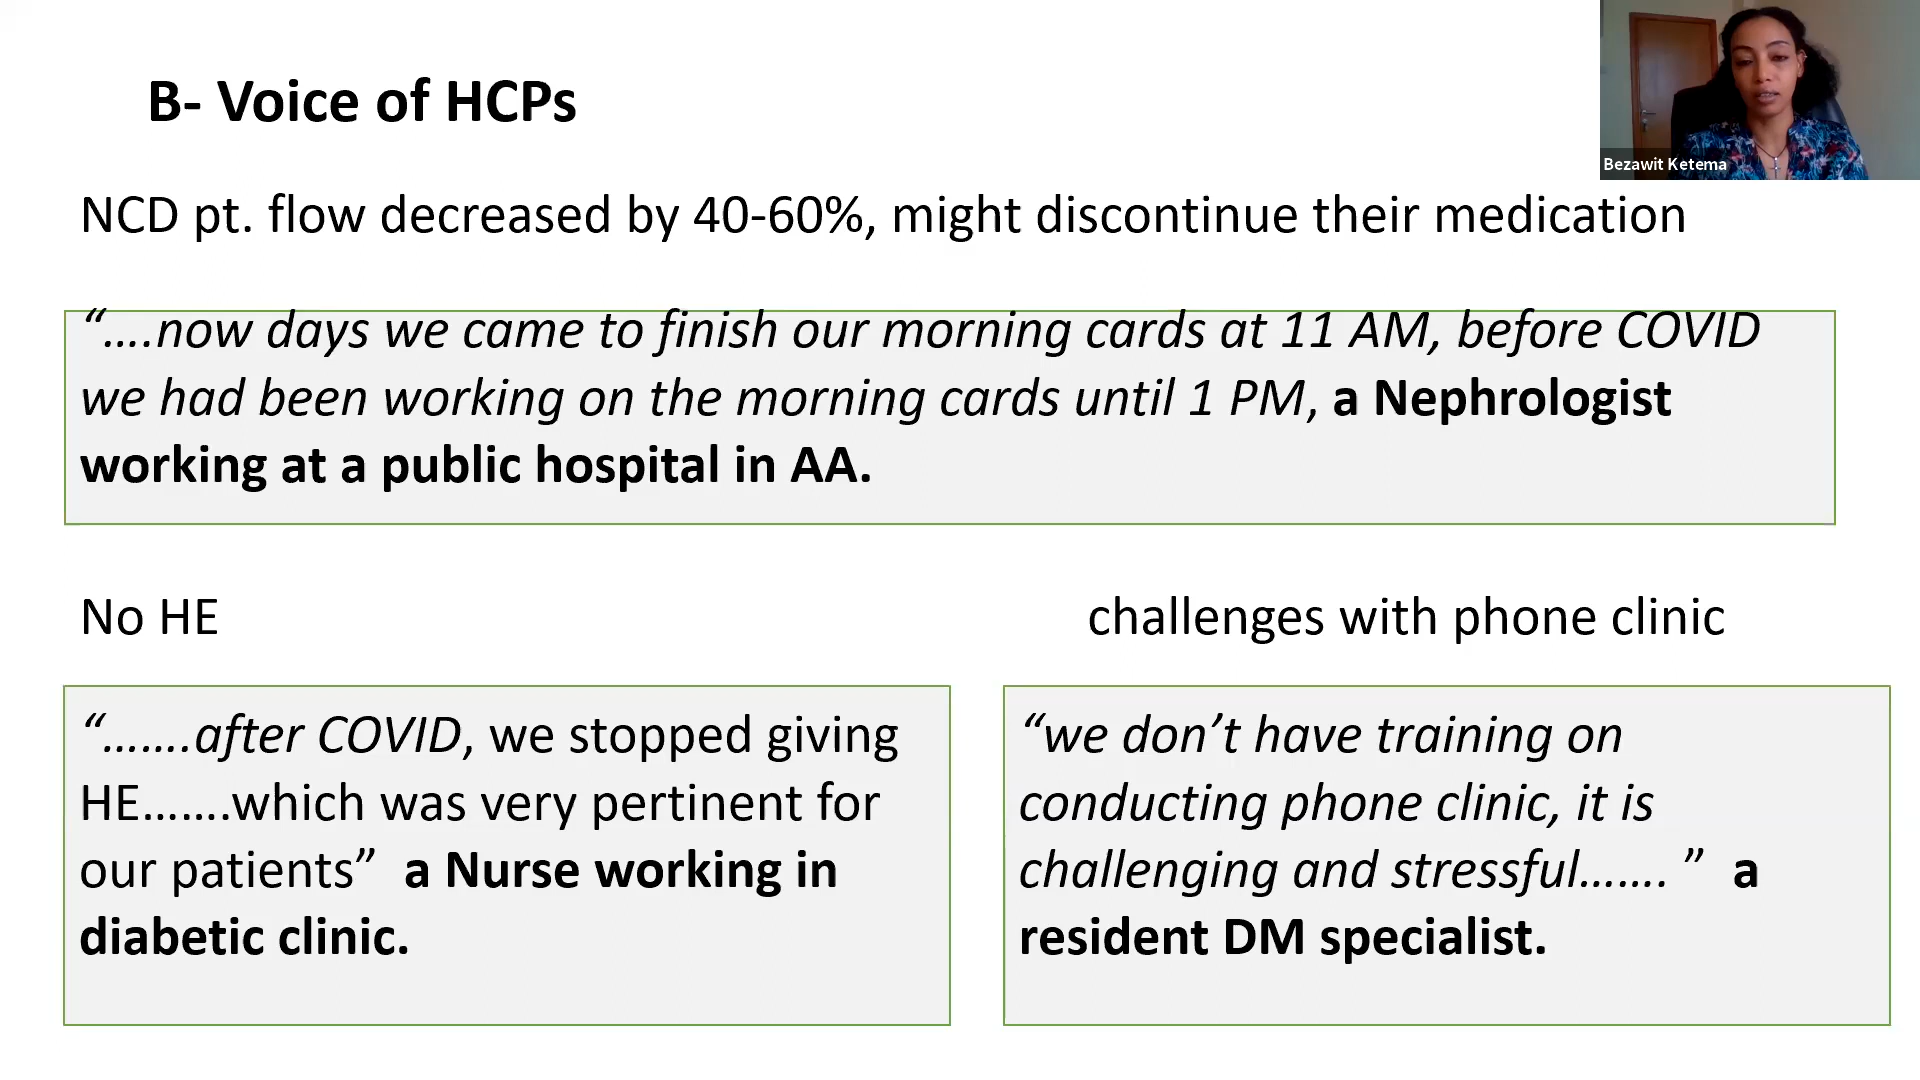 B- Voice of HCPs
Bezawit Ketema
NCD pt. flow decreased by 40-60%, might discontinue their medication
“….now days we came to finish our morning cards at 11 AM, before COVID
we had been working on the morning cards until 1 PM, a Nephrologist
working at a public hospital in AA.
No HE
“…….after COVID, we stopped giving
HE…….which was very pertinent for
our patients”  a Nurse working in
diabetic clinic.
challenges with phone clinic
“we don’t have training on
conducting phone clinic, it is
challenging and stressful……. ”  a
resident DM specialist.